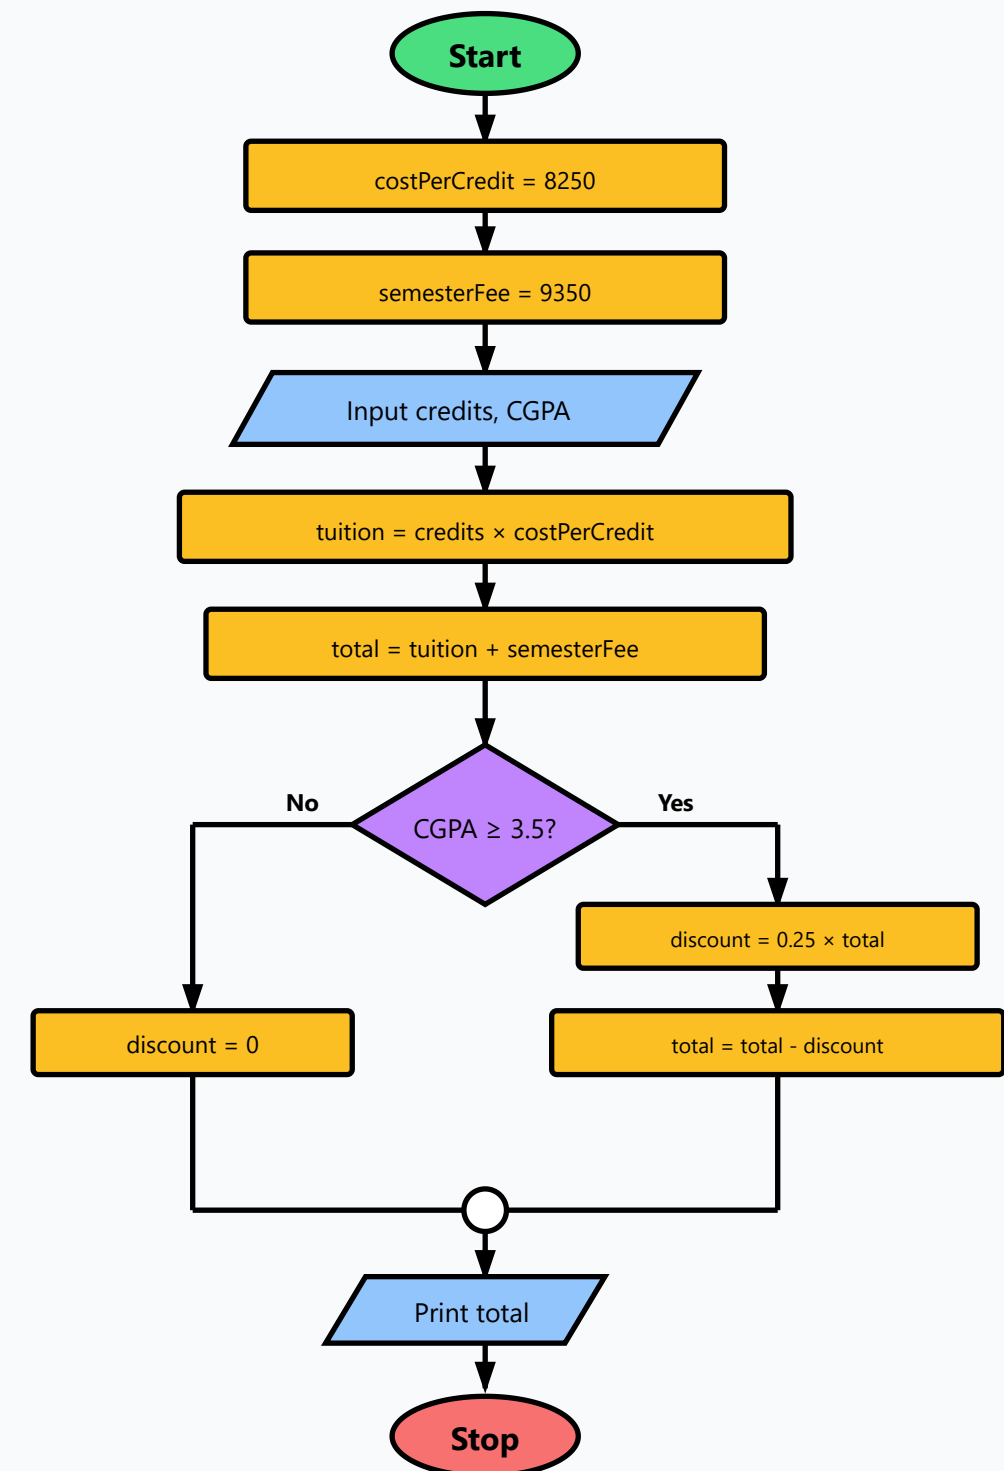 Start
costPerCredit = 8250
semesterFee = 9350
Input credits, CGPA
tuition = credits × costPerCredit
total = tuition + semesterFee
No
Yes
CGPA ≥ 3.5?
discount = 0.25 × total
discount = 0
total = total - discount
Print total
Stop